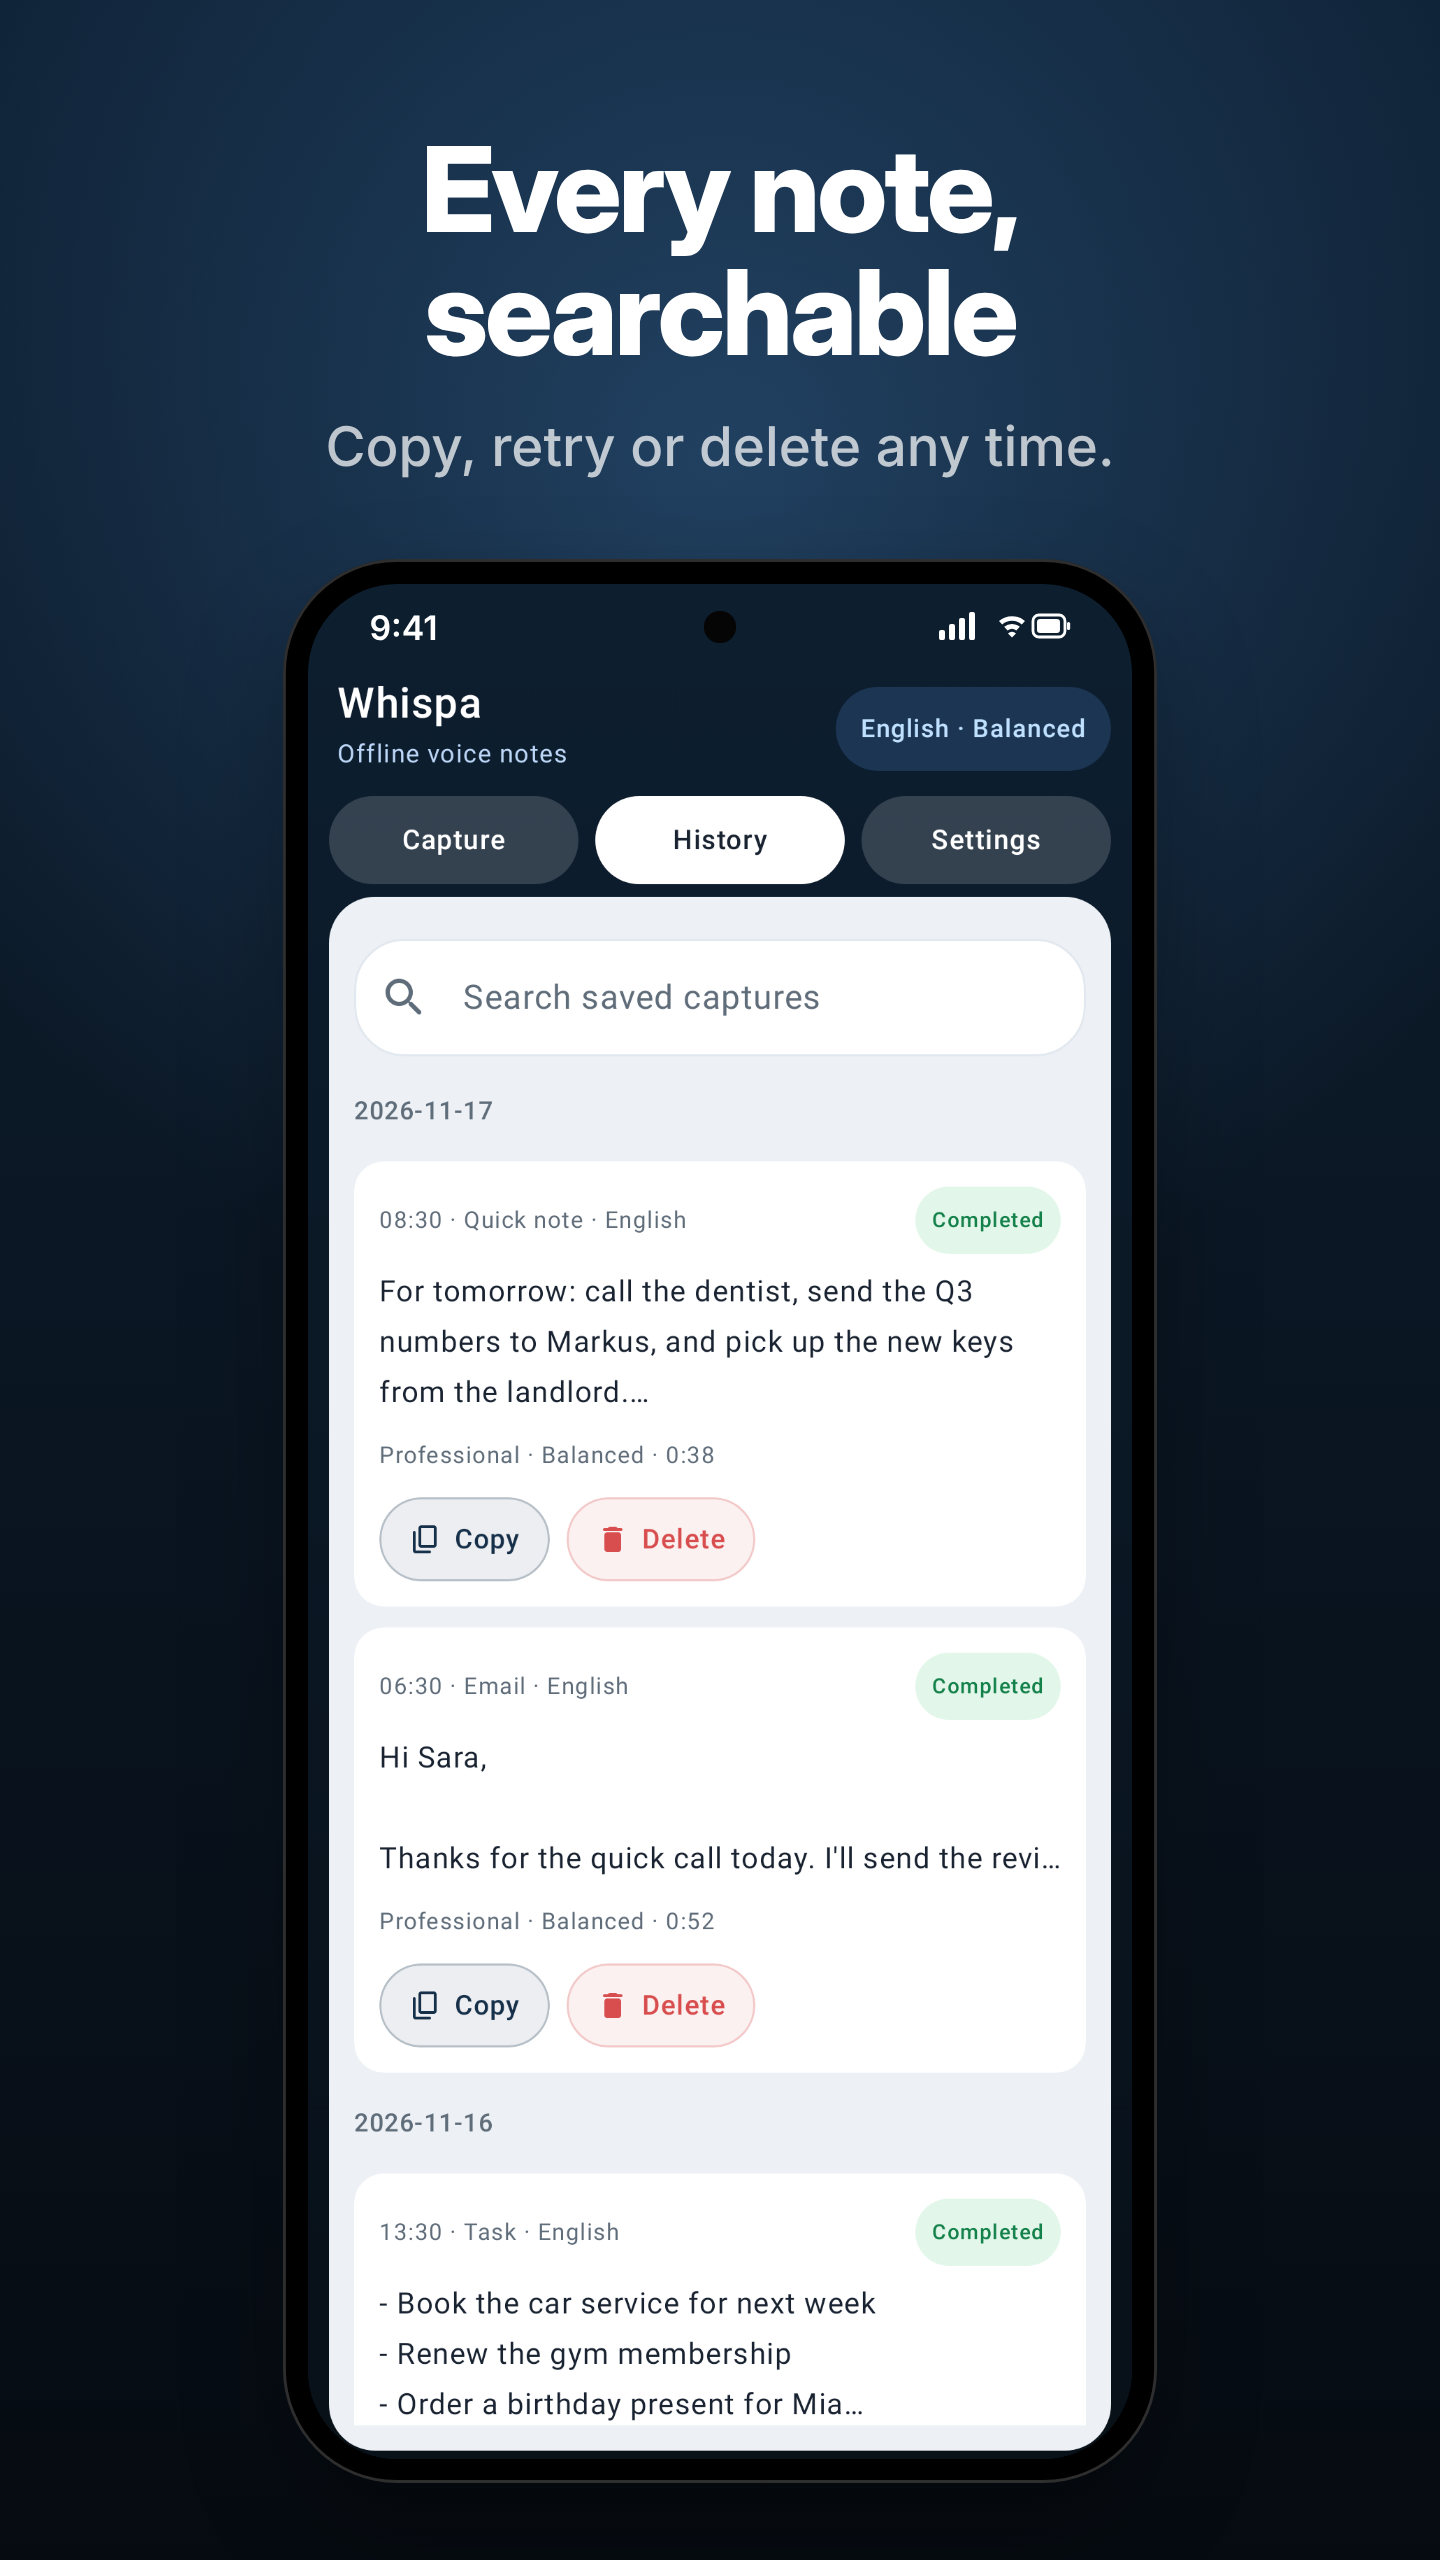 Every note,
searchable
Copy, retry or delete any time.
9:41
Whispa
Offline voice notes
English · Balanced
Capture
History
Settings
Search saved captures
2026-11-17
08:30 · Quick note · English
Completed
For tomorrow: call the dentist, send the Q3
numbers to Markus, and pick up the new keys
from the landlord.…
Professional · Balanced · 0:38
Copy
Delete
06:30 · Email · English
Completed
Hi Sara,
Thanks for the quick call today. I'll send the revi…
Professional · Balanced · 0:52
Copy
Delete
2026-11-16
13:30 · Task · English
Completed
- Book the car service for next week
- Renew the gym membership
- Order a birthday present for Mia…